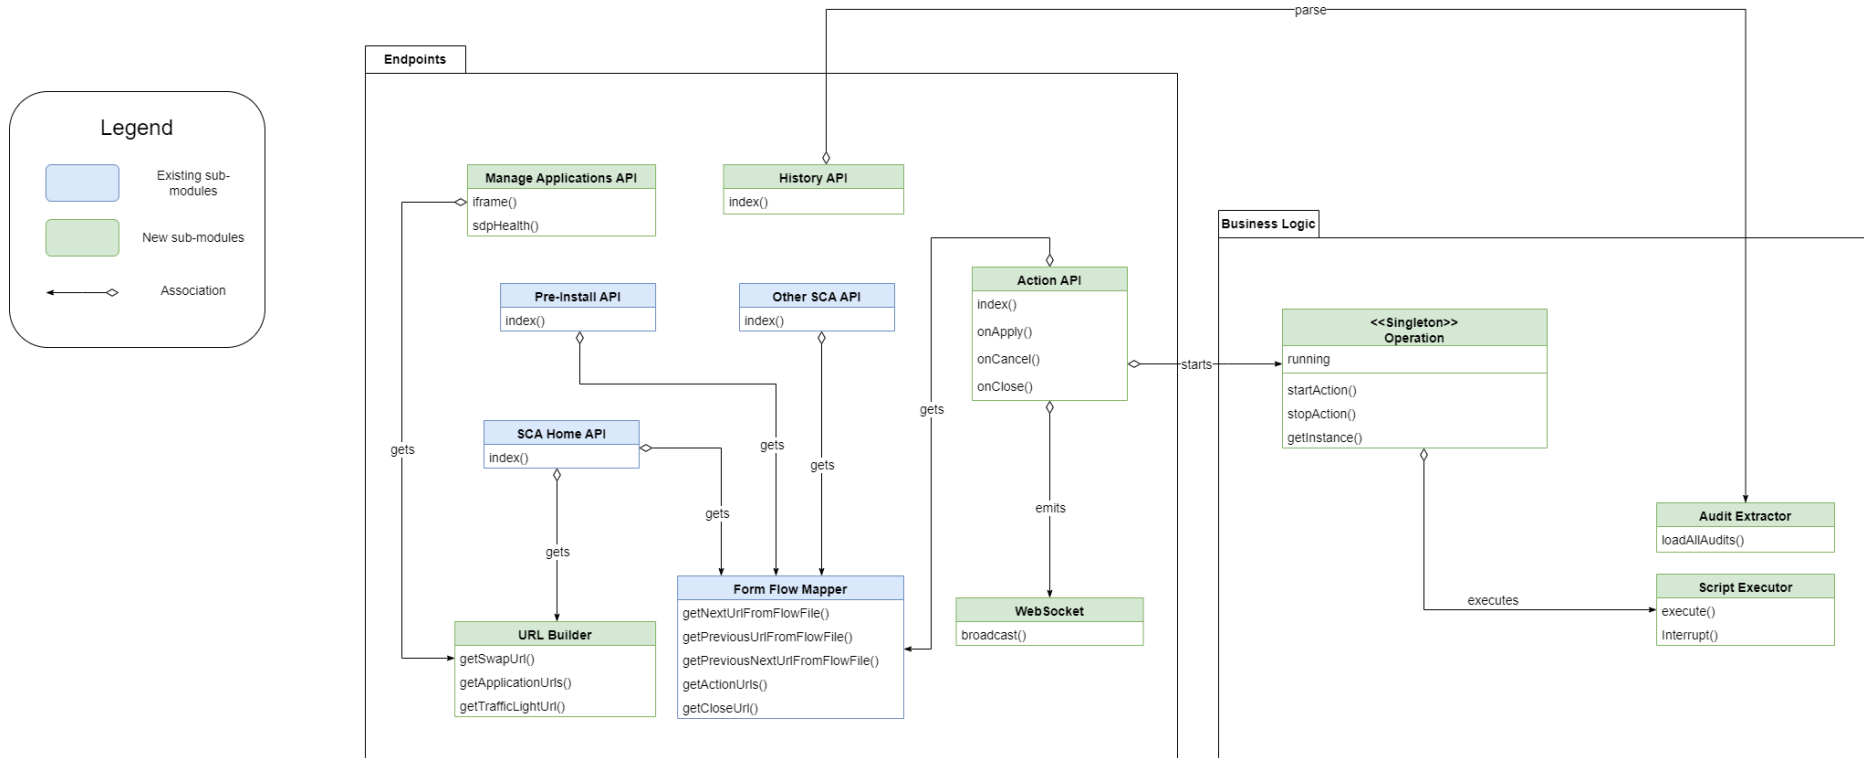 parse
Endpoints
Legend
Existing sub-
modules
New sub-modules
Association
Manage Applications API
iframe()
sdpHealth()
History API
index()
Business Logic
Pre-Install API
index()
Other SCA API
index()
Action API
index()
onApply()
onCancel()
onClose()
starts
<<Singleton>>
Operation
running
startAction()
stopAction()
getInstance()
SCA Home API
index()
gets
gets
gets
gets
gets
gets
emits
Audit Extractor
loadAllAudits()
Form Flow Mapper
getNextUrlFromFlowFile()
getPreviousUrlFromFlowFile()
getPreviousNextUrlFromFlowFile()
getActionUrls()
getCloseUrl()
WebSocket
broadcast()
executes
Script Executor
execute()
Interrupt()
URL Builder
getSwapUrl()
getApplicationUrls()
getTrafficLightUrl()